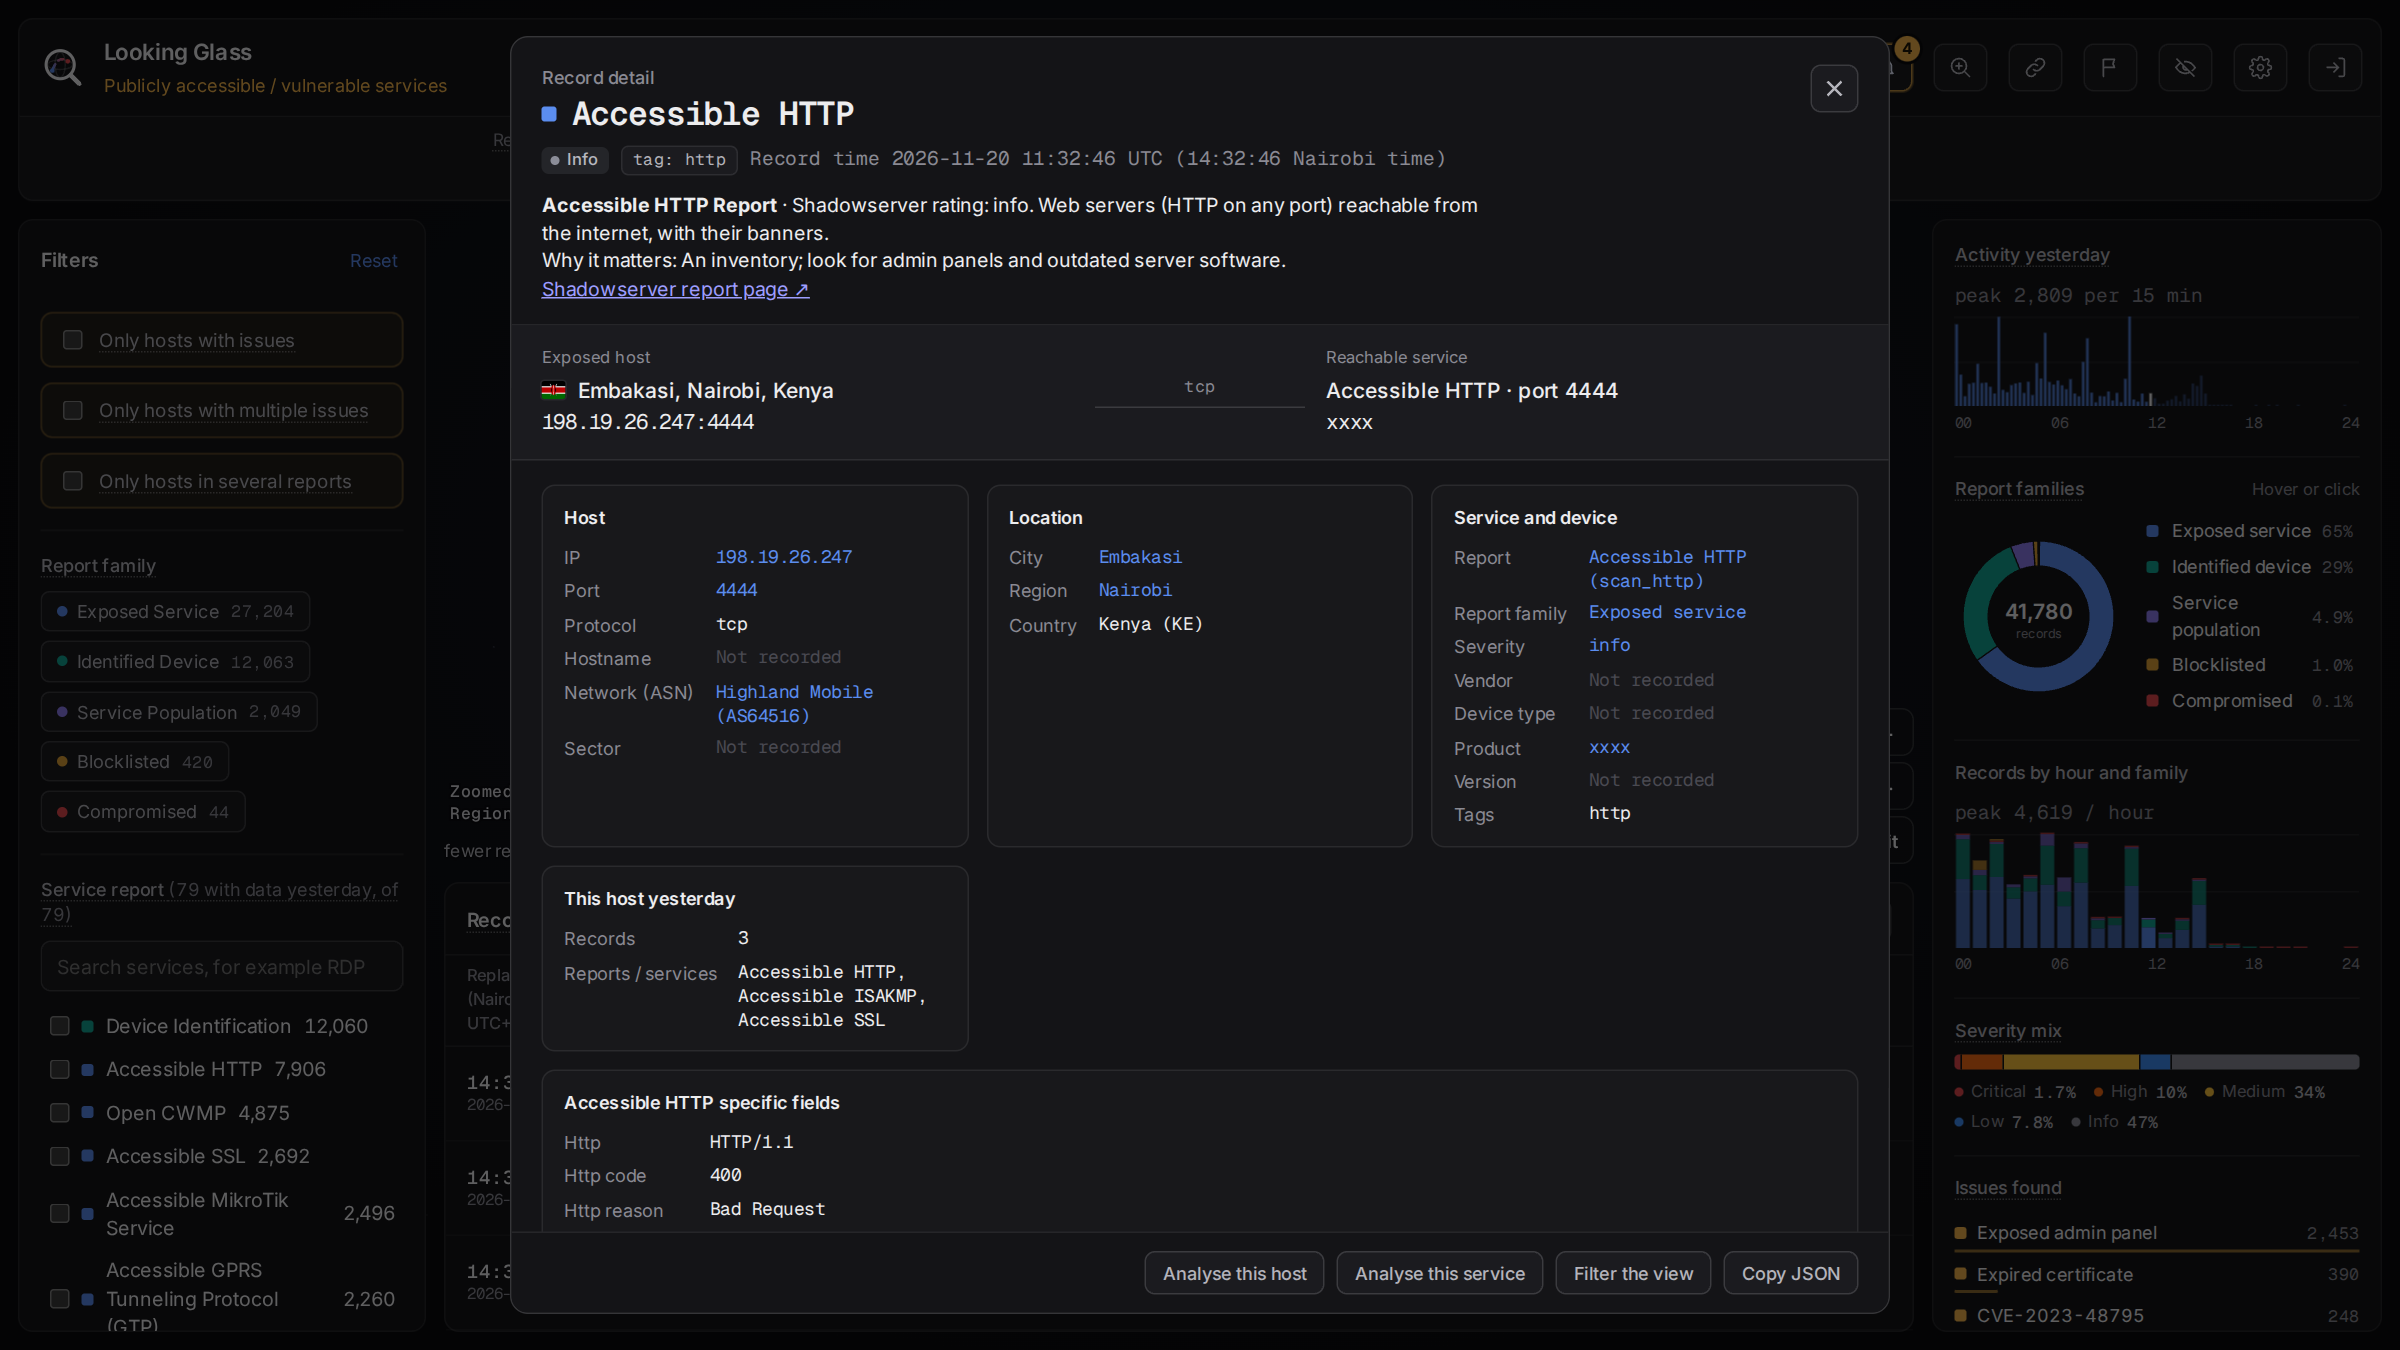 Looking Glass
Publicly accessible / vulnerable services
4
Filters
Reset
Only hosts with issues
Only hosts with multiple issues
Only hosts in several reports
Report family
Exposed Service 27,204
Identified Device 12,063
Service Population 2,049
Blocklisted 420
Compromised 44
Service report (79 with data yesterday, of
79)
Search services, for example RDP
Device Identification 12,060
Accessible HTTP 7,906
Open CWMP 4,875
Accessible SSL 2,692
Accessible MikroTik
Service
2,496
Accessible GPRS
Tunneling Protocol
(GTP)
2,260
Record detail
Accessible HTTP
Info
tag: http
Record time 2026-11-20 11:32:46 UTC (14:32:46 Nairobi time)
Accessible HTTP Report · Shadowserver rating: info. Web servers (HTTP on any port) reachable from
the internet, with their banners.
Why it matters: An inventory; look for admin panels and outdated server software.
Shadowserver report page ↗
Exposed host
Embakasi, Nairobi, Kenya
198.19.26.247:4444
tcp
Reachable service
Accessible HTTP · port 4444
xxxx
Host
IP 198.19.26.247
Port 4444
Protocol tcp
Hostname Not recorded
Network (ASN) Highland Mobile
(AS64516)
Sector Not recorded
Location
City Embakasi
Region Nairobi
Country Kenya (KE)
Service and device
Report Accessible HTTP
(scan_http)
Report family Exposed service
Severity info
Vendor Not recorded
Device type Not recorded
Product xxxx
Version Not recorded
Tags http
This host yesterday
Records 3
Reports / services Accessible HTTP,
Accessible ISAKMP,
Accessible SSL
Accessible HTTP specific fields
Http HTTP/1.1
Http code 400
Http reason Bad Request
Analyse this host
Analyse this service
Filter the view
Copy JSON
Activity yesterday
peak 2,809 per 15 min
00 06 12 18 24
Report families
Hover or click
41,780
records
Exposed service 65%
Identified device 29%
Service
population
4.9%
Blocklisted 1.0%
Compromised 0.1%
Records by hour and family
peak 4,619 / hour
00 06 12 18 24
Severity mix
Critical 1.7% High 10% Medium 34%
Low 7.8% Info 47%
Issues found
Exposed admin panel 2,453
Expired certificate 390
CVE-2023-48795 248